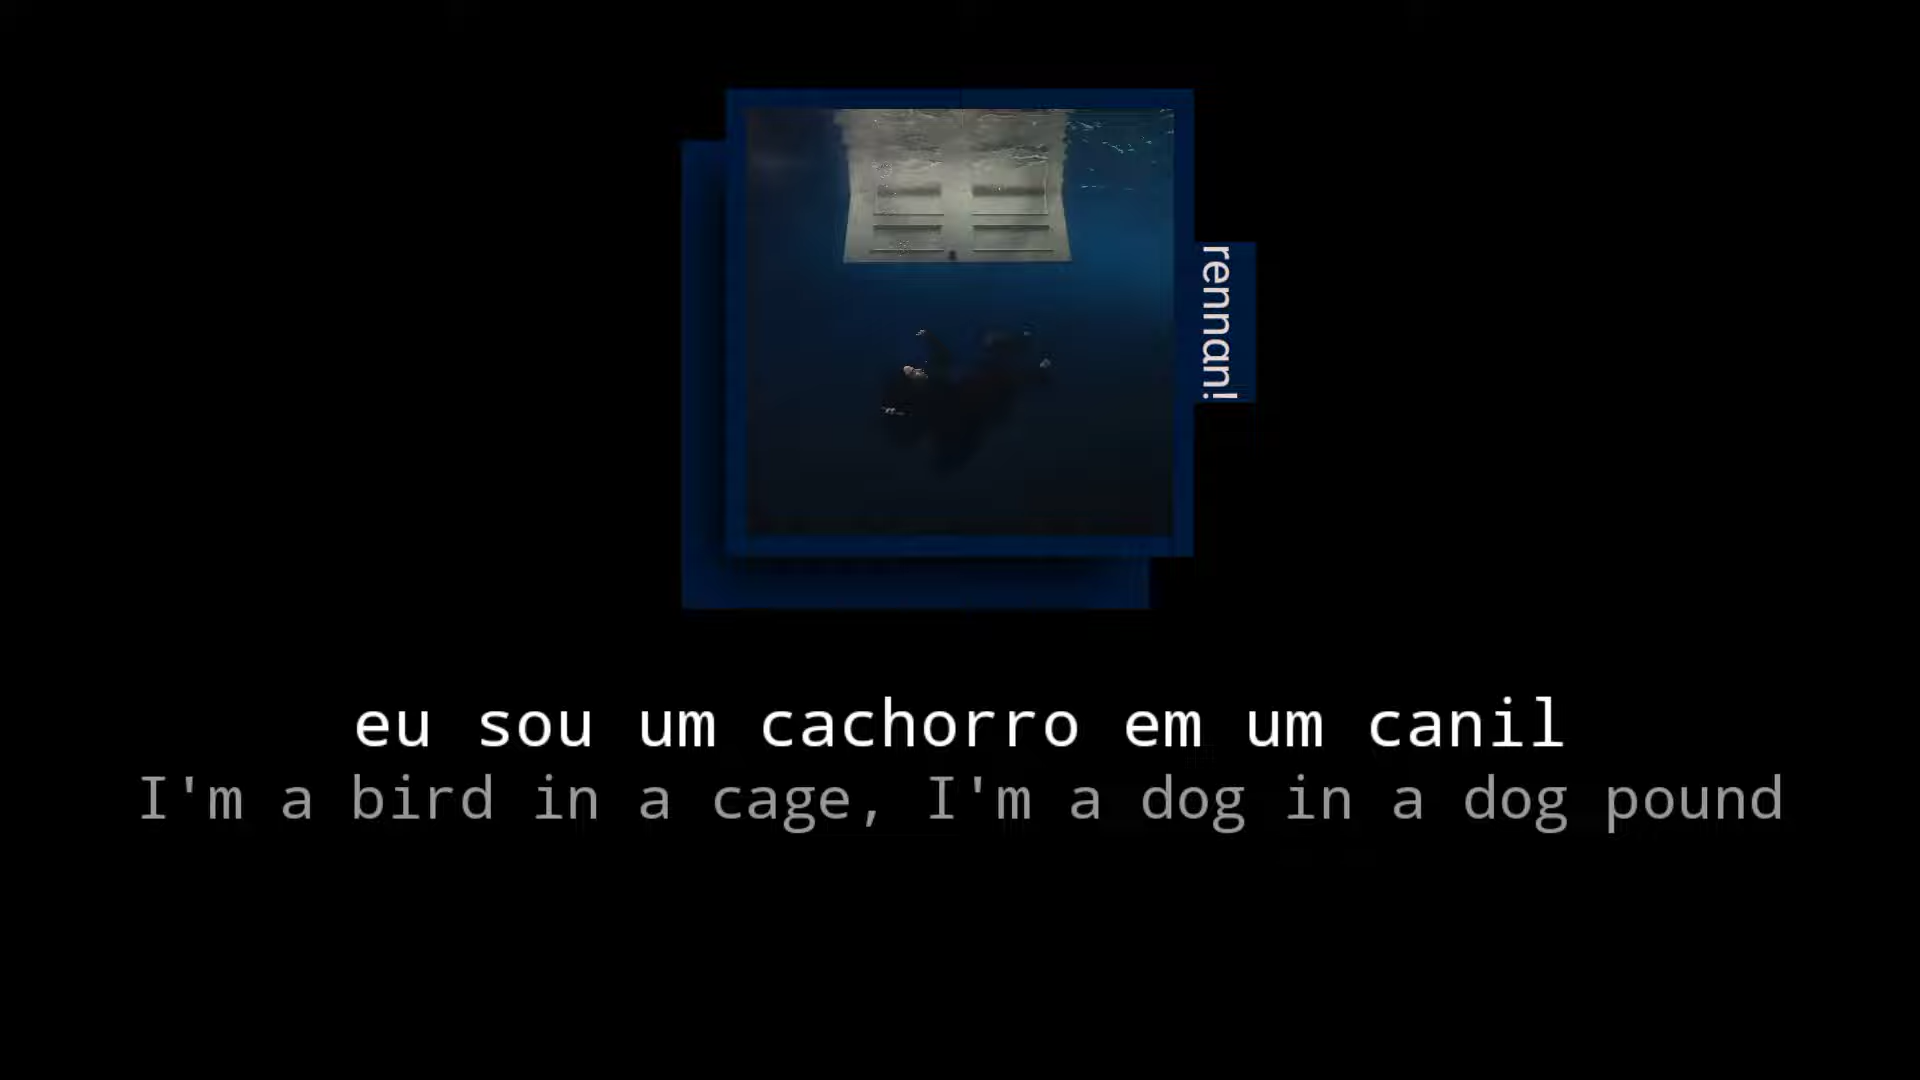 rennan!
eu sou um cachorro em um canil
I'm a bird in a cage, I'm a dog in a dog pound